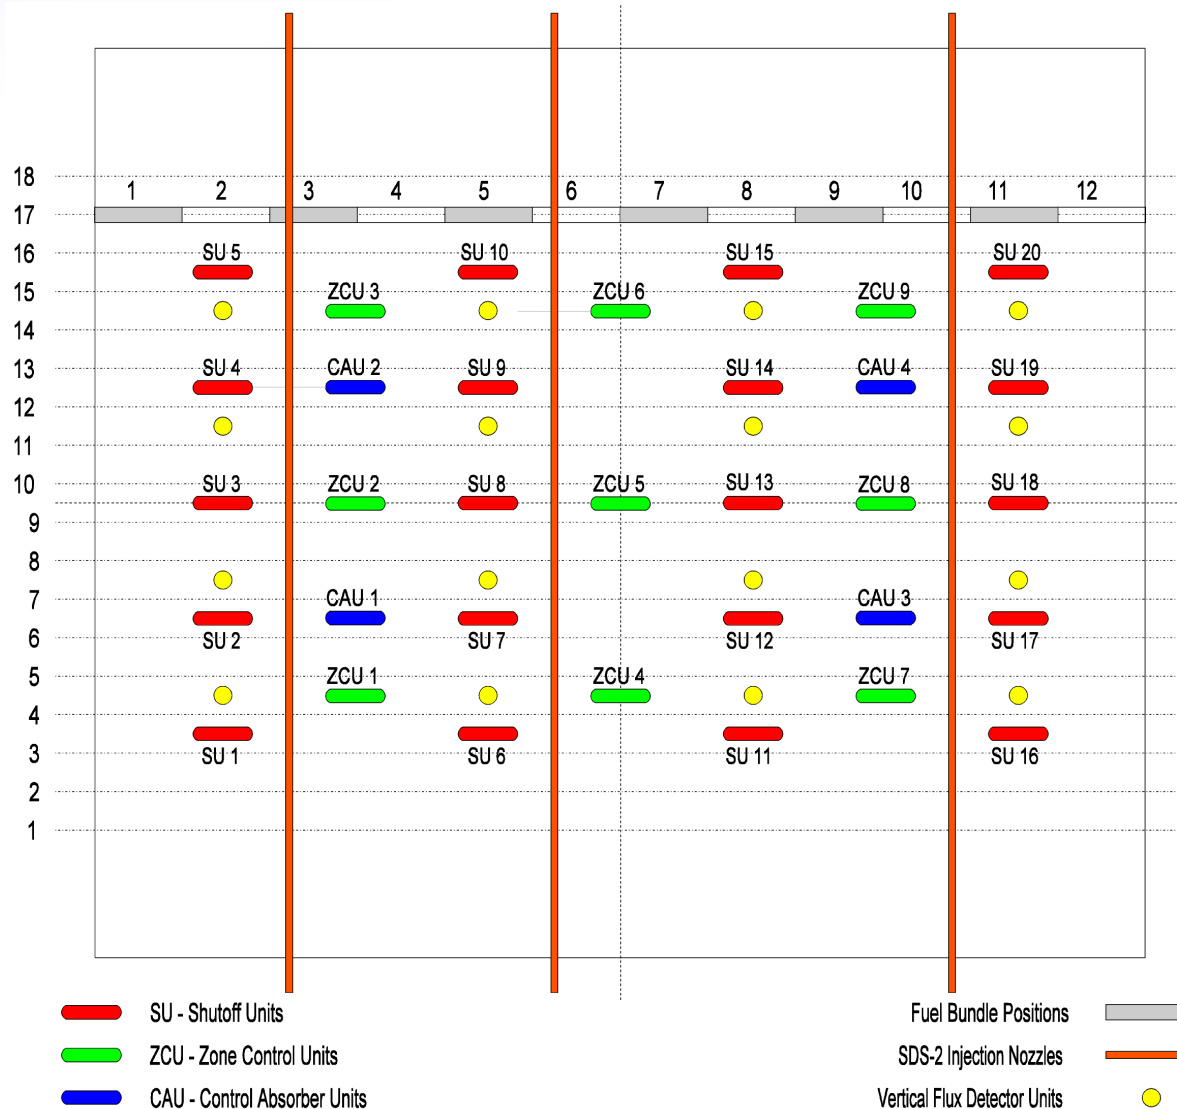 18
1 2 3 4 5 6 7 8 9 10 11 12
17
16 SU 5 SU 10 SU 15 SU 20
15 ZCU 3 ZCU 6 ZCU 9
14
13 SU 4 CAU 2 SU 9 SU 14 CAU 4 SU 19
12
11
10 SU 3 ZCU 2 SU 8 ZCU 5 SU 13 ZCU 8 SU 18
9
8
7 CAU 1 CAU 3
6 SU 2 SU 7 SU 12 SU 17
5 ZCU 1 ZCU 4 ZCU 7
4
3 SU 1 SU 6 SU 11 SU 16
2
1
SU - Shutoff Units
ZCU - Zone Control Units
CAU - Control Absorber Units
Fuel Bundle Positions
SDS-2 Injection Nozzles
Vertical Flux Detector Units